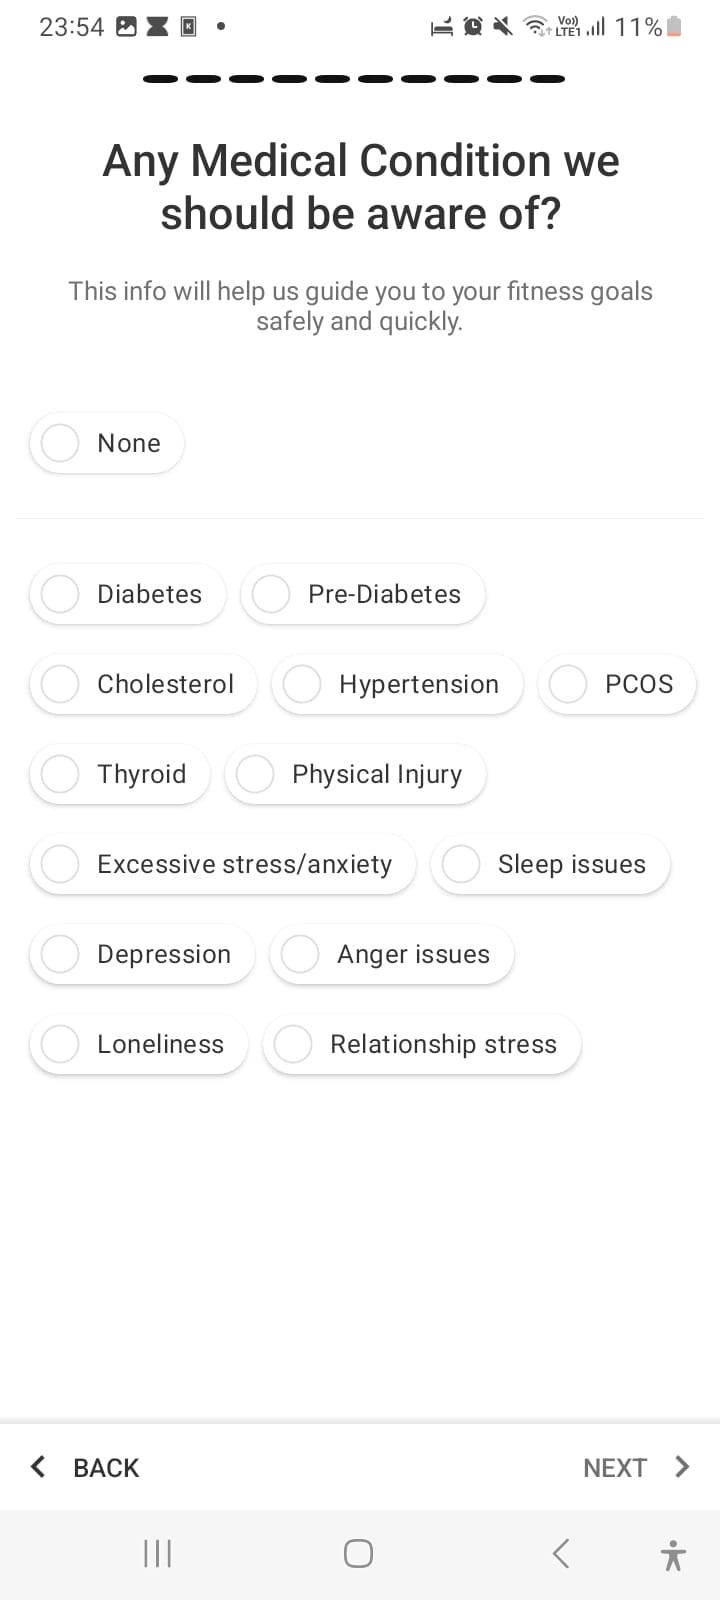 23:54 K Vo)) LTE1 11%
Any Medical Condition we
should be aware of?
This info will help us guide you to your fitness goals
safely and quickly.
None
Diabetes Pre-Diabetes
Cholesterol Hypertension PCOS
Thyroid Physical Injury
Excessive stress/anxiety Sleep issues
Depression Anger issues
Loneliness Relationship stress
BACK NEXT